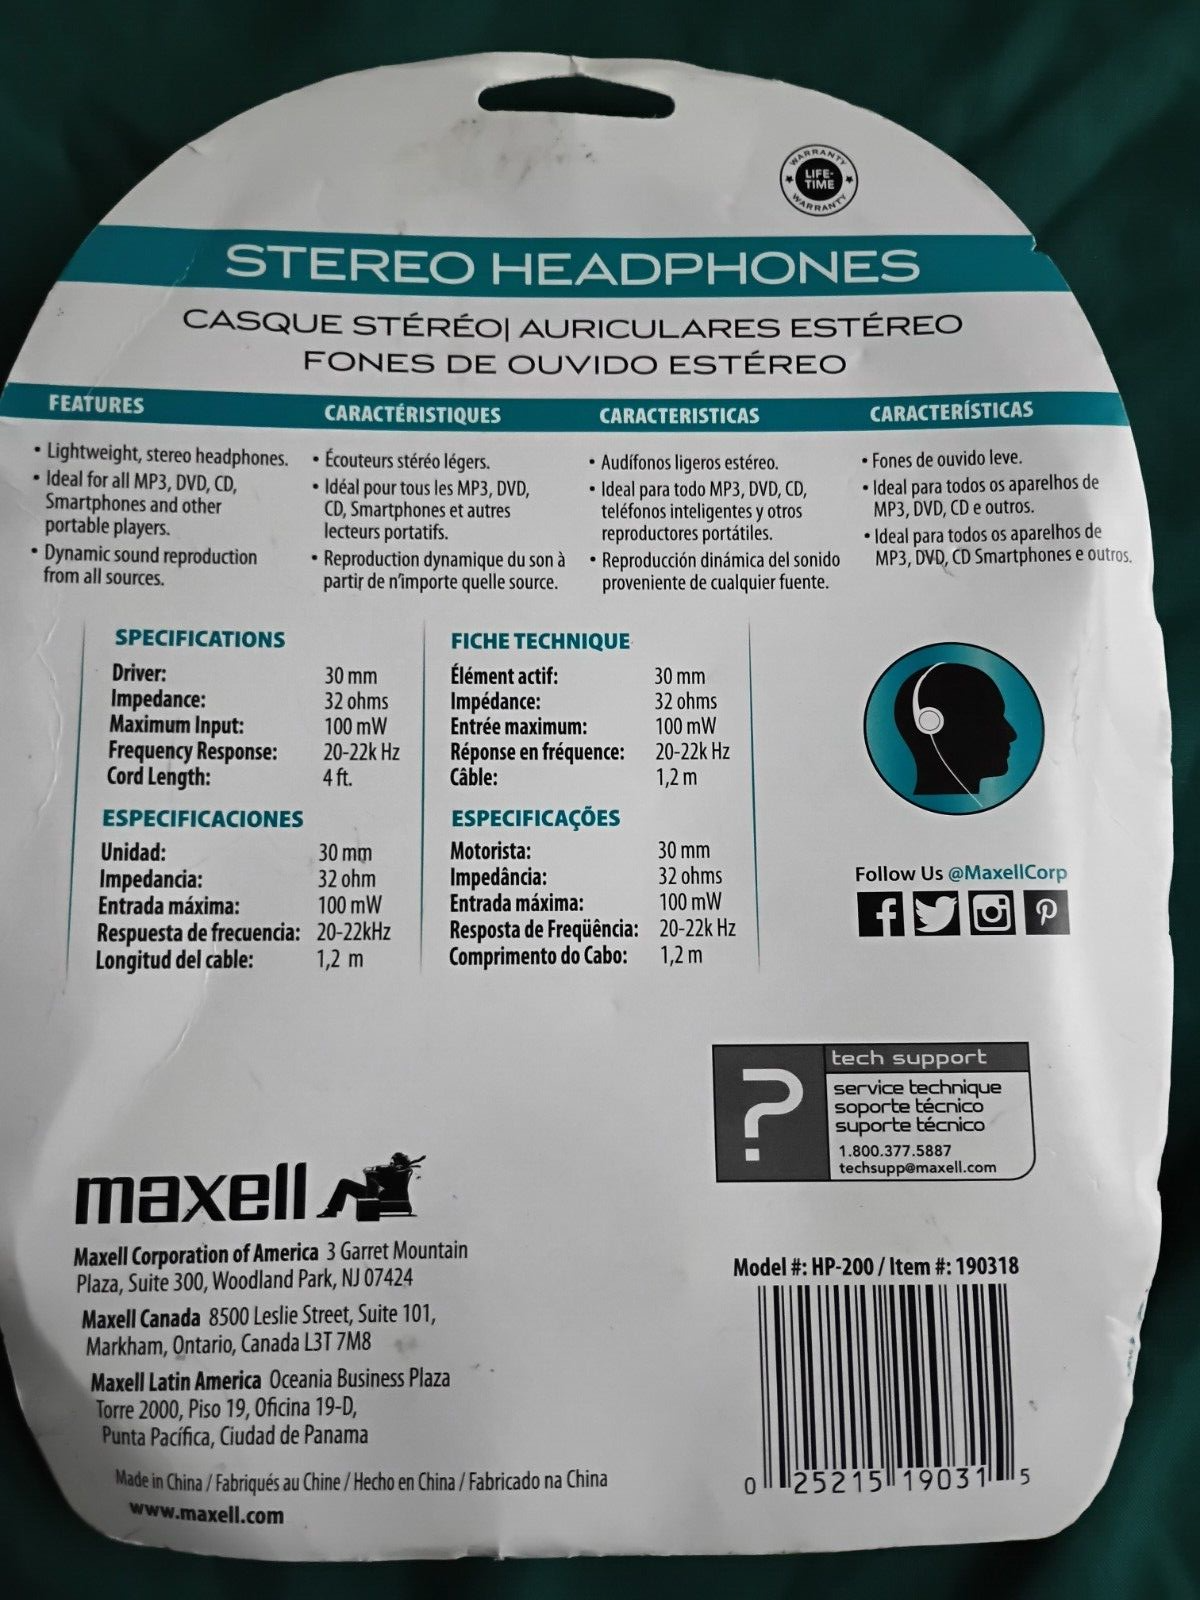 WARRANTY
LIFE-
TIME
WARRANTY
STEREO HEADPHONES
CASQUE STÉRÉO| AURICULARES ESTÉREO
FONES DE OUVIDO ESTÉREO
FEATURES
• Lightweight, stereo headphones.
• Ideal for all MP3, DVD, CD,
Smartphones and other
portable players.
• Dynamic sound reproduction
from all sources.
CARACTÉRISTIQUES
• Écouteurs stéréo légers.
• Idéal pour tous les MP3, DVD,
CD, Smartphones et autres
lecteurs portatifs.
• Reproduction dynamique du son à
partir de n'importe quelle source.
CARACTERISTICAS
• Audífonos ligeros estéreo.
• Ideal para todo MP3, DVD, CD,
teléfonos inteligentes y otros
reproductores portátiles.
• Reproducción dinámica del sonido
proveniente de cualquier fuente.
CARACTERÍSTICAS
• Fones de ouvido leve.
• Ideal para todos os aparelhos de
MP3, DVD, CD e outros.
• Ideal para todos os aparelhos de
MP3, DVD, CD Smartphones e outros.
SPECIFICATIONS
Driver: 30 mm
Impedance: 32 ohms
Maximum Input: 100 mW
Frequency Response: 20-22k Hz
Cord Length: 4 ft.
FICHE TECHNIQUE
Élément actif: 30 mm
Impédance: 32 ohms
Entrée maximum: 100 mW
Réponse en fréquence: 20-22k Hz
Câble: 1,2 m
ESPECIFICACIONES
Unidad: 30 mm
Impedancia: 32 ohm
Entrada máxima: 100 mW
Respuesta de frecuencia: 20-22kHz
Longitud del cable: 1,2 m
ESPECIFICAÇÕES
Motorista: 30 mm
Impedância: 32 ohms
Entrada máxima: 100 mW
Resposta de Freqüência: 20-22k Hz
Comprimento do Cabo: 1,2 m
Follow Us @MaxellCorp
?
tech support
service technique
soporte técnico
suporte técnico
1.800.377.5887
techsupp@maxell.com
maxell
Maxell Corporation of America 3 Garret Mountain
Plaza, Suite 300, Woodland Park, NJ 07424
Maxell Canada 8500 Leslie Street, Suite 101,
Markham, Ontario, Canada L3T 7M8
Maxell Latin America Oceania Business Plaza
Torre 2000, Piso 19, Oficina 19-D,
Punta Pacífica, Ciudad de Panama
Made in China / Fabriqués au Chine / Hecho en China / Fabricado na China
www.maxell.com
Model #: HP-200 / Item #: 190318
0 25215 19031 5